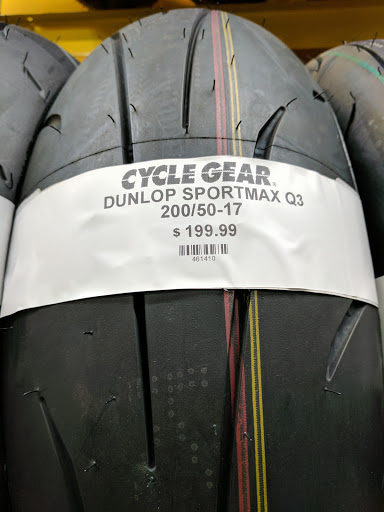 CYCLE GEAR.
DUNLOP SPORTMAX Q3
200/50-17
$ 199.99
461410